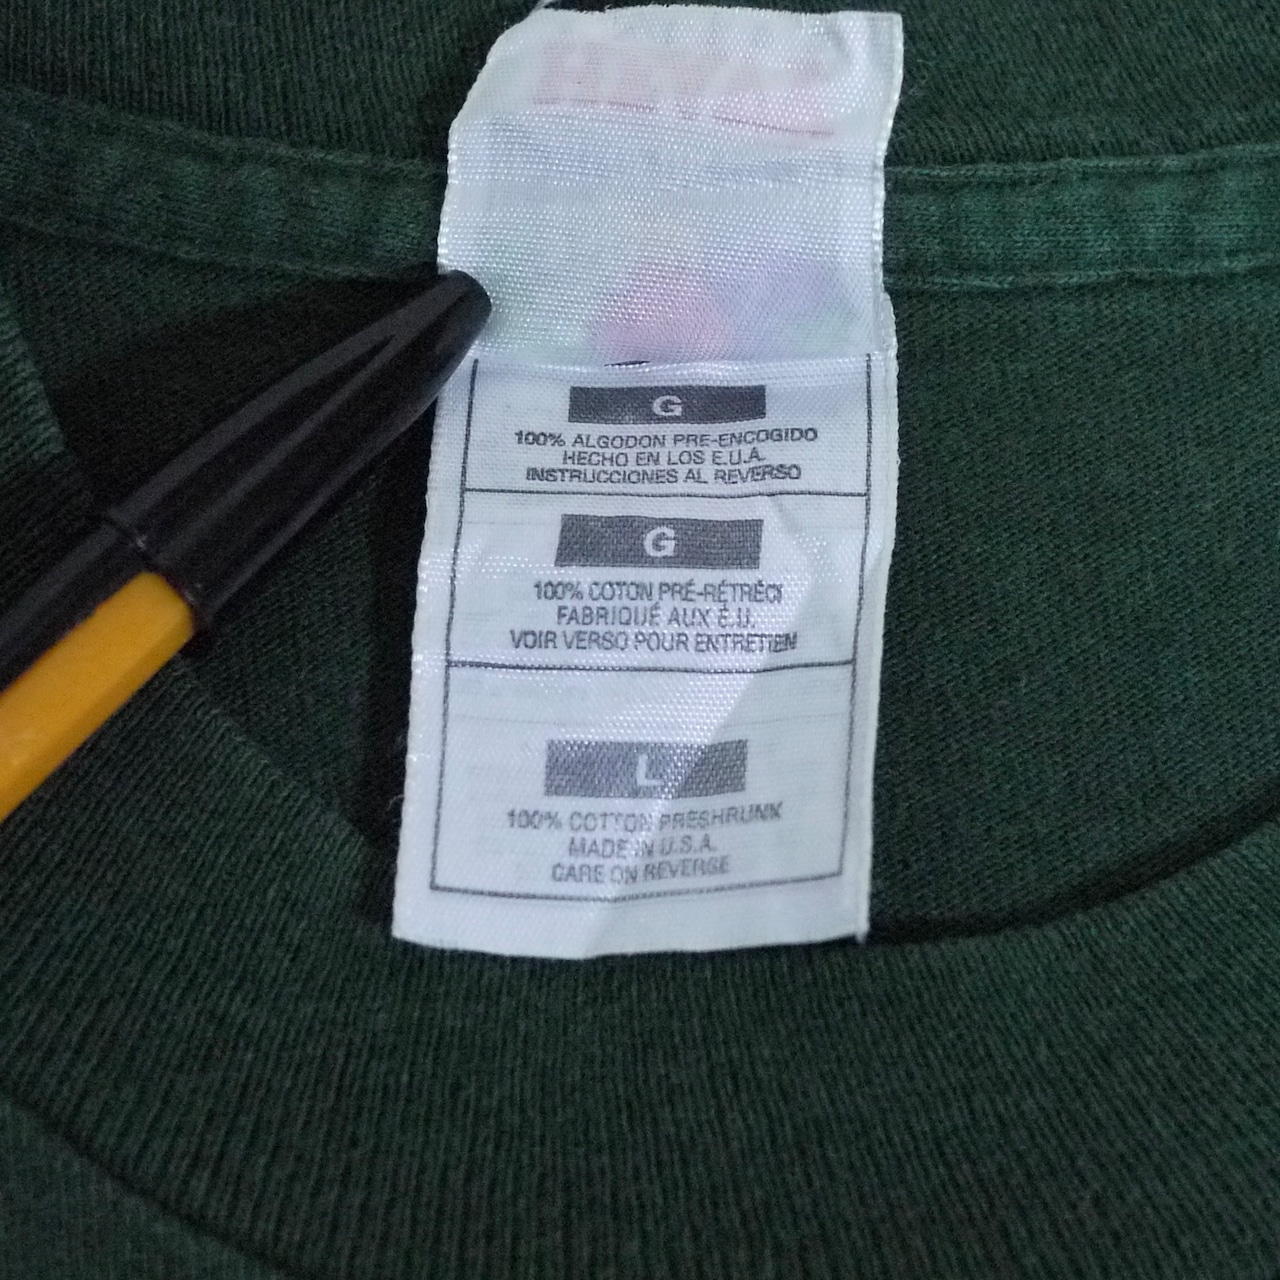 G
100% ALGODON PRE-ENCOGIDO
HECHO EN LOS E.U.A.
INSTRUCCIONES AL REVERSO
G
100% COTON PRÉ-RÉTRÉCI
FABRIQUÉ AUX É.U.
VOIR VERSO POUR ENTRETIEN
L
100% COTTON PRESHRUNK
MADE IN U.S.A.
CARE ON REVERSE